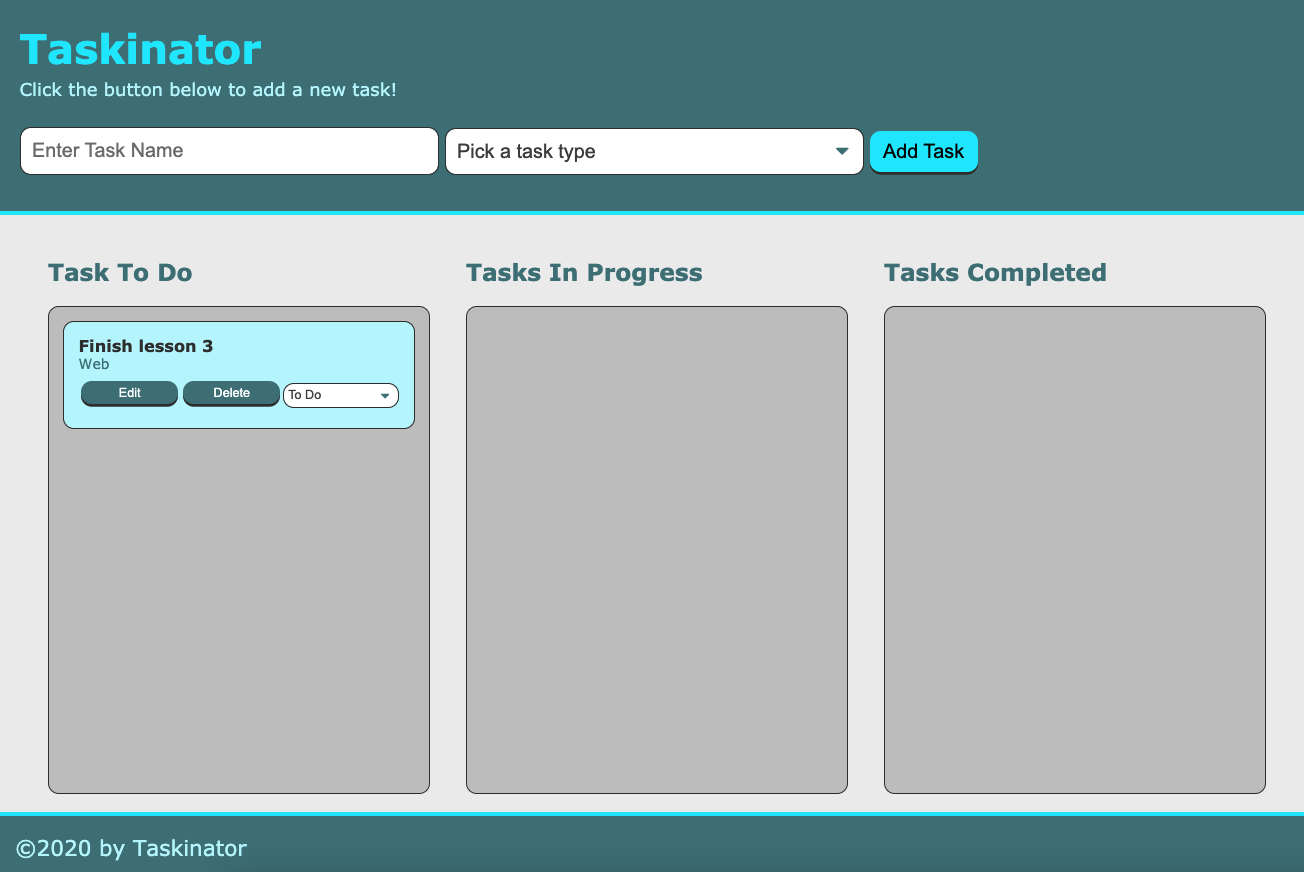 Taskinator
Click the button below to add a new task!
Enter Task Name
Pick a task type
Add Task
Task To Do
Tasks In Progress
Tasks Completed
Finish lesson 3
Web
Edit
Delete
To Do
©2020 by Taskinator